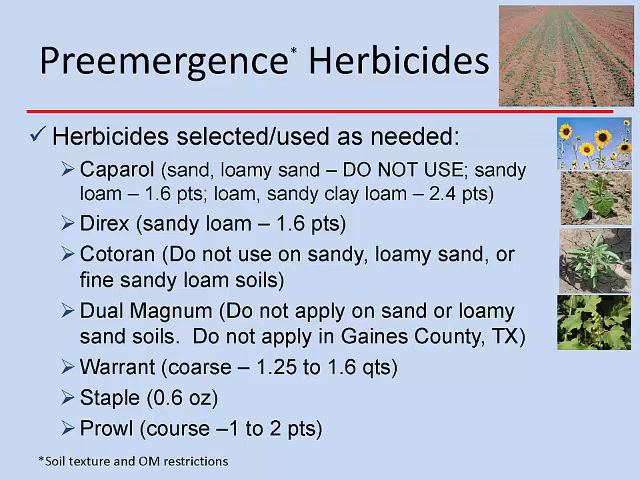 Preemergence* Herbicides
✓ Herbicides selected/used as needed:
➢ Caparol (sand, loamy sand – DO NOT USE; sandy
loam – 1.6 pts; loam, sandy clay loam – 2.4 pts)
➢ Direx (sandy loam – 1.6 pts)
➢ Cotoran (Do not use on sandy, loamy sand, or
fine sandy loam soils)
➢ Dual Magnum (Do not apply on sand or loamy
sand soils.  Do not apply in Gaines County, TX)
➢ Warrant (coarse – 1.25 to 1.6 qts)
➢ Staple (0.6 oz)
➢ Prowl (course –1 to 2 pts)
*Soil texture and OM restrictions